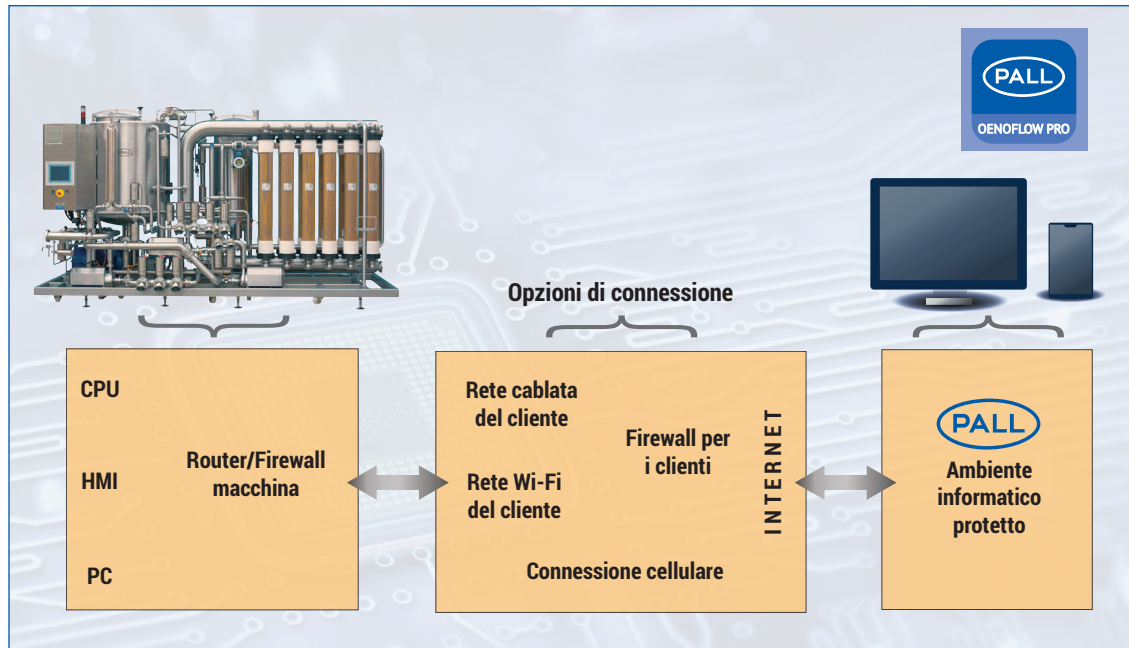 PALL
OENOFLOW PRO
Opzioni di connessione
CPU
HMI
PC
Router/Firewall
macchina
Rete cablata
del cliente
Rete Wi-Fi
del cliente
Firewall per
i clienti
Connessione cellulare
INTERNET
PALL
Ambiente
informatico
protetto